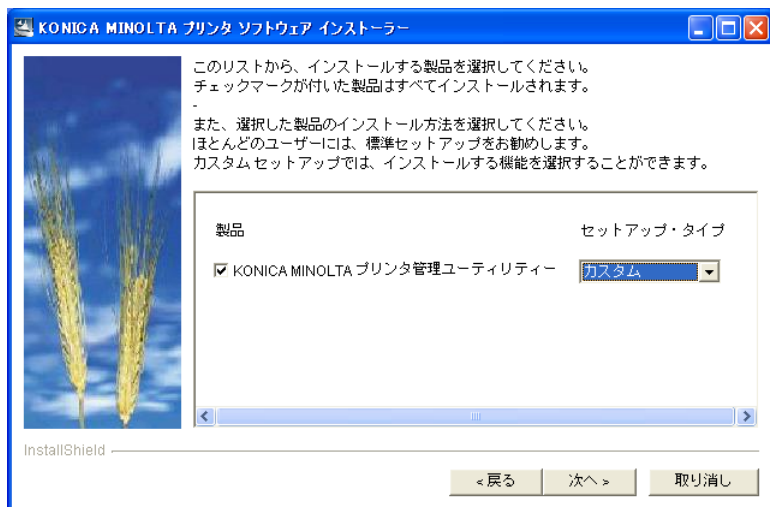 KONICA MINOLTA プリンタ ソフトウェア インストーラー
このリストから、インストールする製品を選択してください。
チェックマークが付いた製品はすべてインストールされます。
-
また、選択した製品のインストール方法を選択してください。
ほとんどのユーザーには、標準セットアップをお勧めします。
カスタム セットアップでは、インストールする機能を選択することができます。
製品 セットアップ・タイプ
KONICA MINOLTA プリンタ管理ユーティリティー カスタム
InstallShield
<戻る 次へ> 取り消し